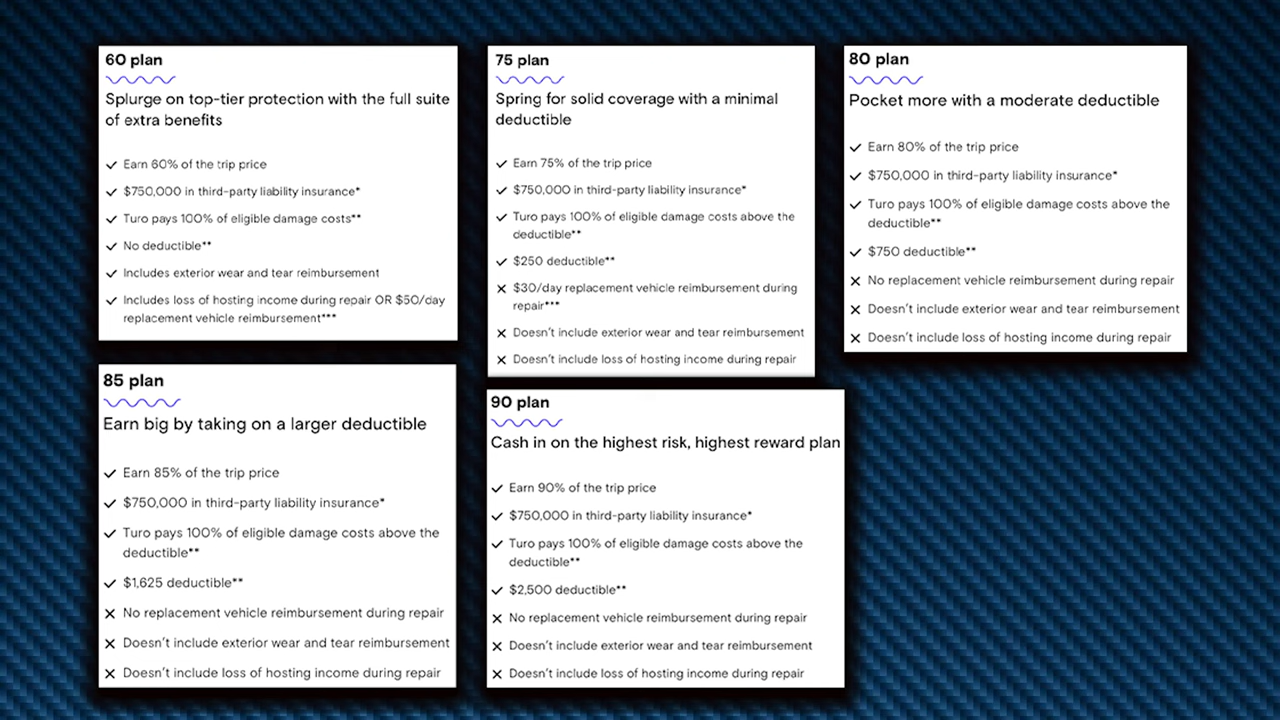 60 plan
Splurge on top-tier protection with the full suite
of extra benefits
✓ Earn 60% of the trip price
✓ $750,000 in third-party liability insurance*
✓ Turo pays 100% of eligible damage costs**
✓ No deductible**
✓ Includes exterior wear and tear reimbursement
✓ Includes loss of hosting income during repair OR $50/day
replacement vehicle reimbursement***
75 plan
Spring for solid coverage with a minimal
deductible
✓ Earn 75% of the trip price
✓ $750,000 in third-party liability insurance*
✓ Turo pays 100% of eligible damage costs above the
deductible**
✓ $250 deductible**
✕ $30/day replacement vehicle reimbursement during
repair***
✕ Doesn't include exterior wear and tear reimbursement
✕ Doesn't include loss of hosting income during repair
80 plan
Pocket more with a moderate deductible
✓ Earn 80% of the trip price
✓ $750,000 in third-party liability insurance*
✓ Turo pays 100% of eligible damage costs above the
deductible**
✓ $750 deductible**
✕ No replacement vehicle reimbursement during repair
✕ Doesn't include exterior wear and tear reimbursement
✕ Doesn't include loss of hosting income during repair
85 plan
Earn big by taking on a larger deductible
✓ Earn 85% of the trip price
✓ $750,000 in third-party liability insurance*
✓ Turo pays 100% of eligible damage costs above the
deductible**
✓ $1,625 deductible**
✕ No replacement vehicle reimbursement during repair
✕ Doesn't include exterior wear and tear reimbursement
✕ Doesn't include loss of hosting income during repair
90 plan
Cash in on the highest risk, highest reward plan
✓ Earn 90% of the trip price
✓ $750,000 in third-party liability insurance*
✓ Turo pays 100% of eligible damage costs above the
deductible**
✓ $2,500 deductible**
✕ No replacement vehicle reimbursement during repair
✕ Doesn't include exterior wear and tear reimbursement
✕ Doesn't include loss of hosting income during repair